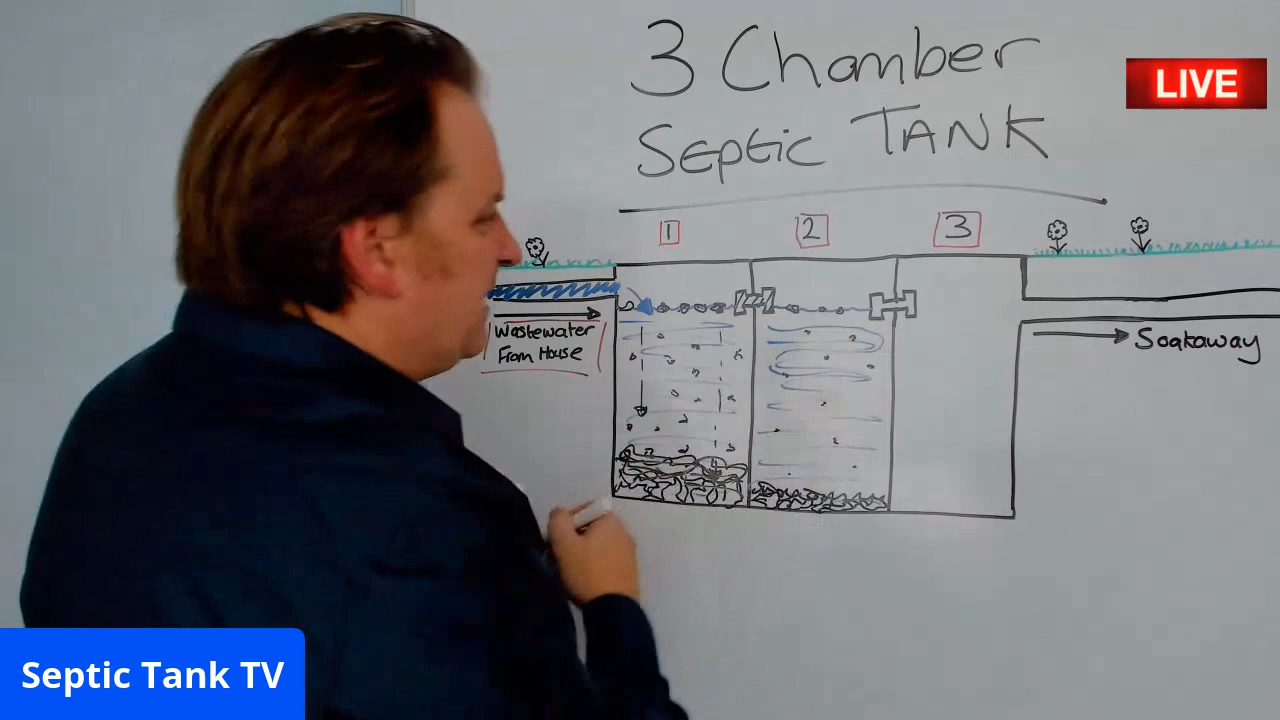 3 Chamber
SEPtic TANK
LIVE
1 2 3
Wastewater
From House
Soakaway
Septic Tank TV